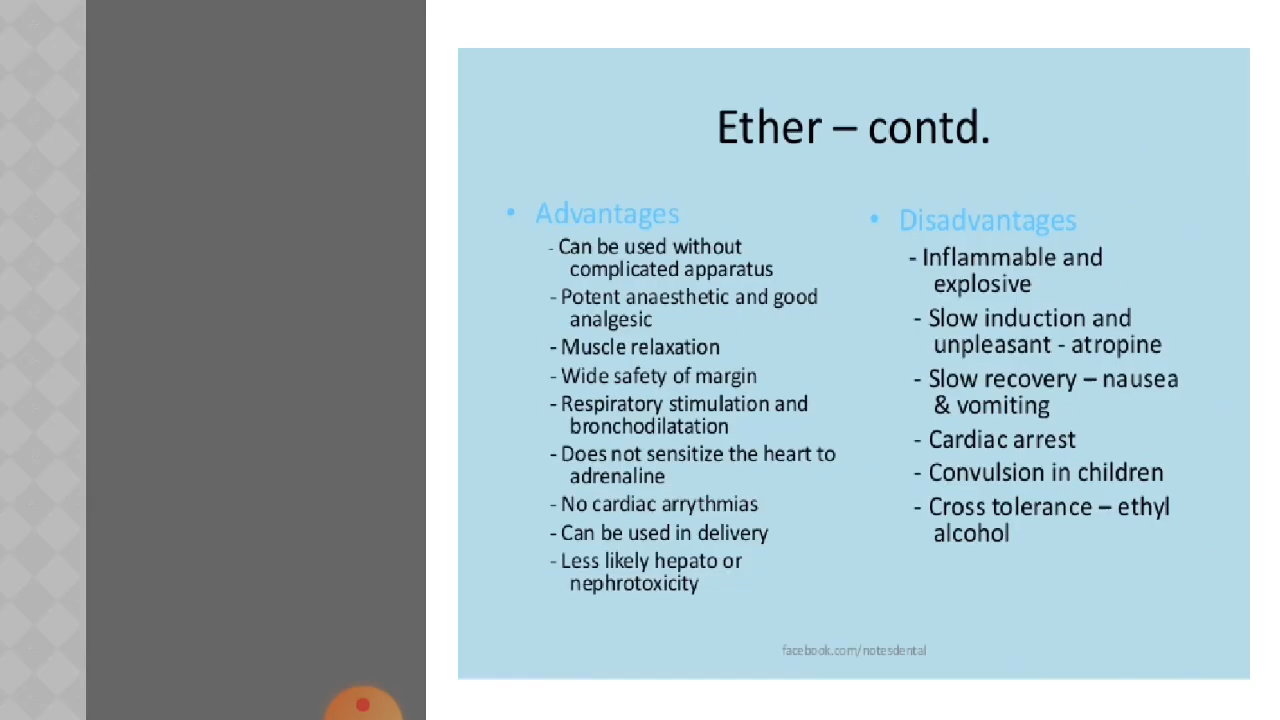 Ether – contd.
• Advantages
- Can be used without
complicated apparatus
- Potent anaesthetic and good
analgesic
- Muscle relaxation
- Wide safety of margin
- Respiratory stimulation and
bronchodilatation
- Does not sensitize the heart to
adrenaline
- No cardiac arrythmias
- Can be used in delivery
- Less likely hepato or
nephrotoxicity
• Disadvantages
- Inflammable and
explosive
- Slow induction and
unpleasant - atropine
- Slow recovery – nausea
& vomiting
- Cardiac arrest
- Convulsion in children
- Cross tolerance – ethyl
alcohol
facebook.com/notesdental